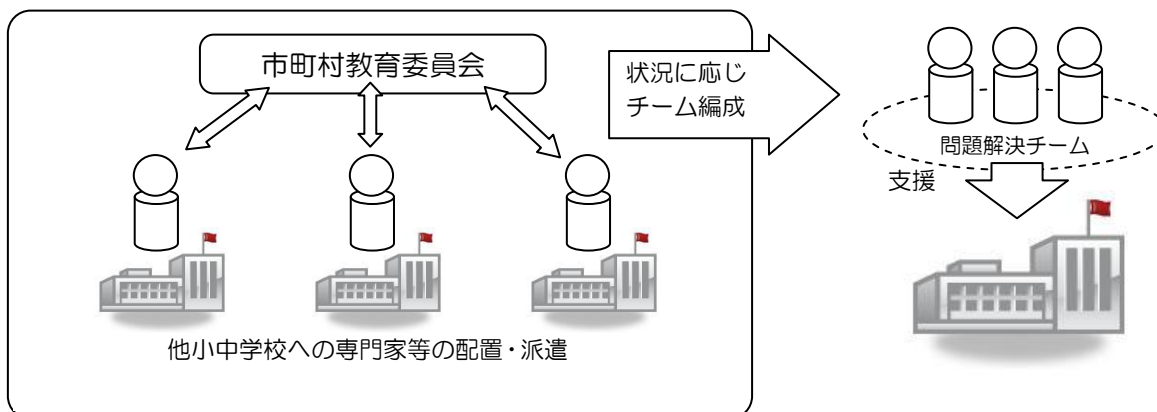 市町村教育委員会
状況に応じ
チーム編成
問題解決チーム
支援
他小中学校への専門家等の配置・派遣